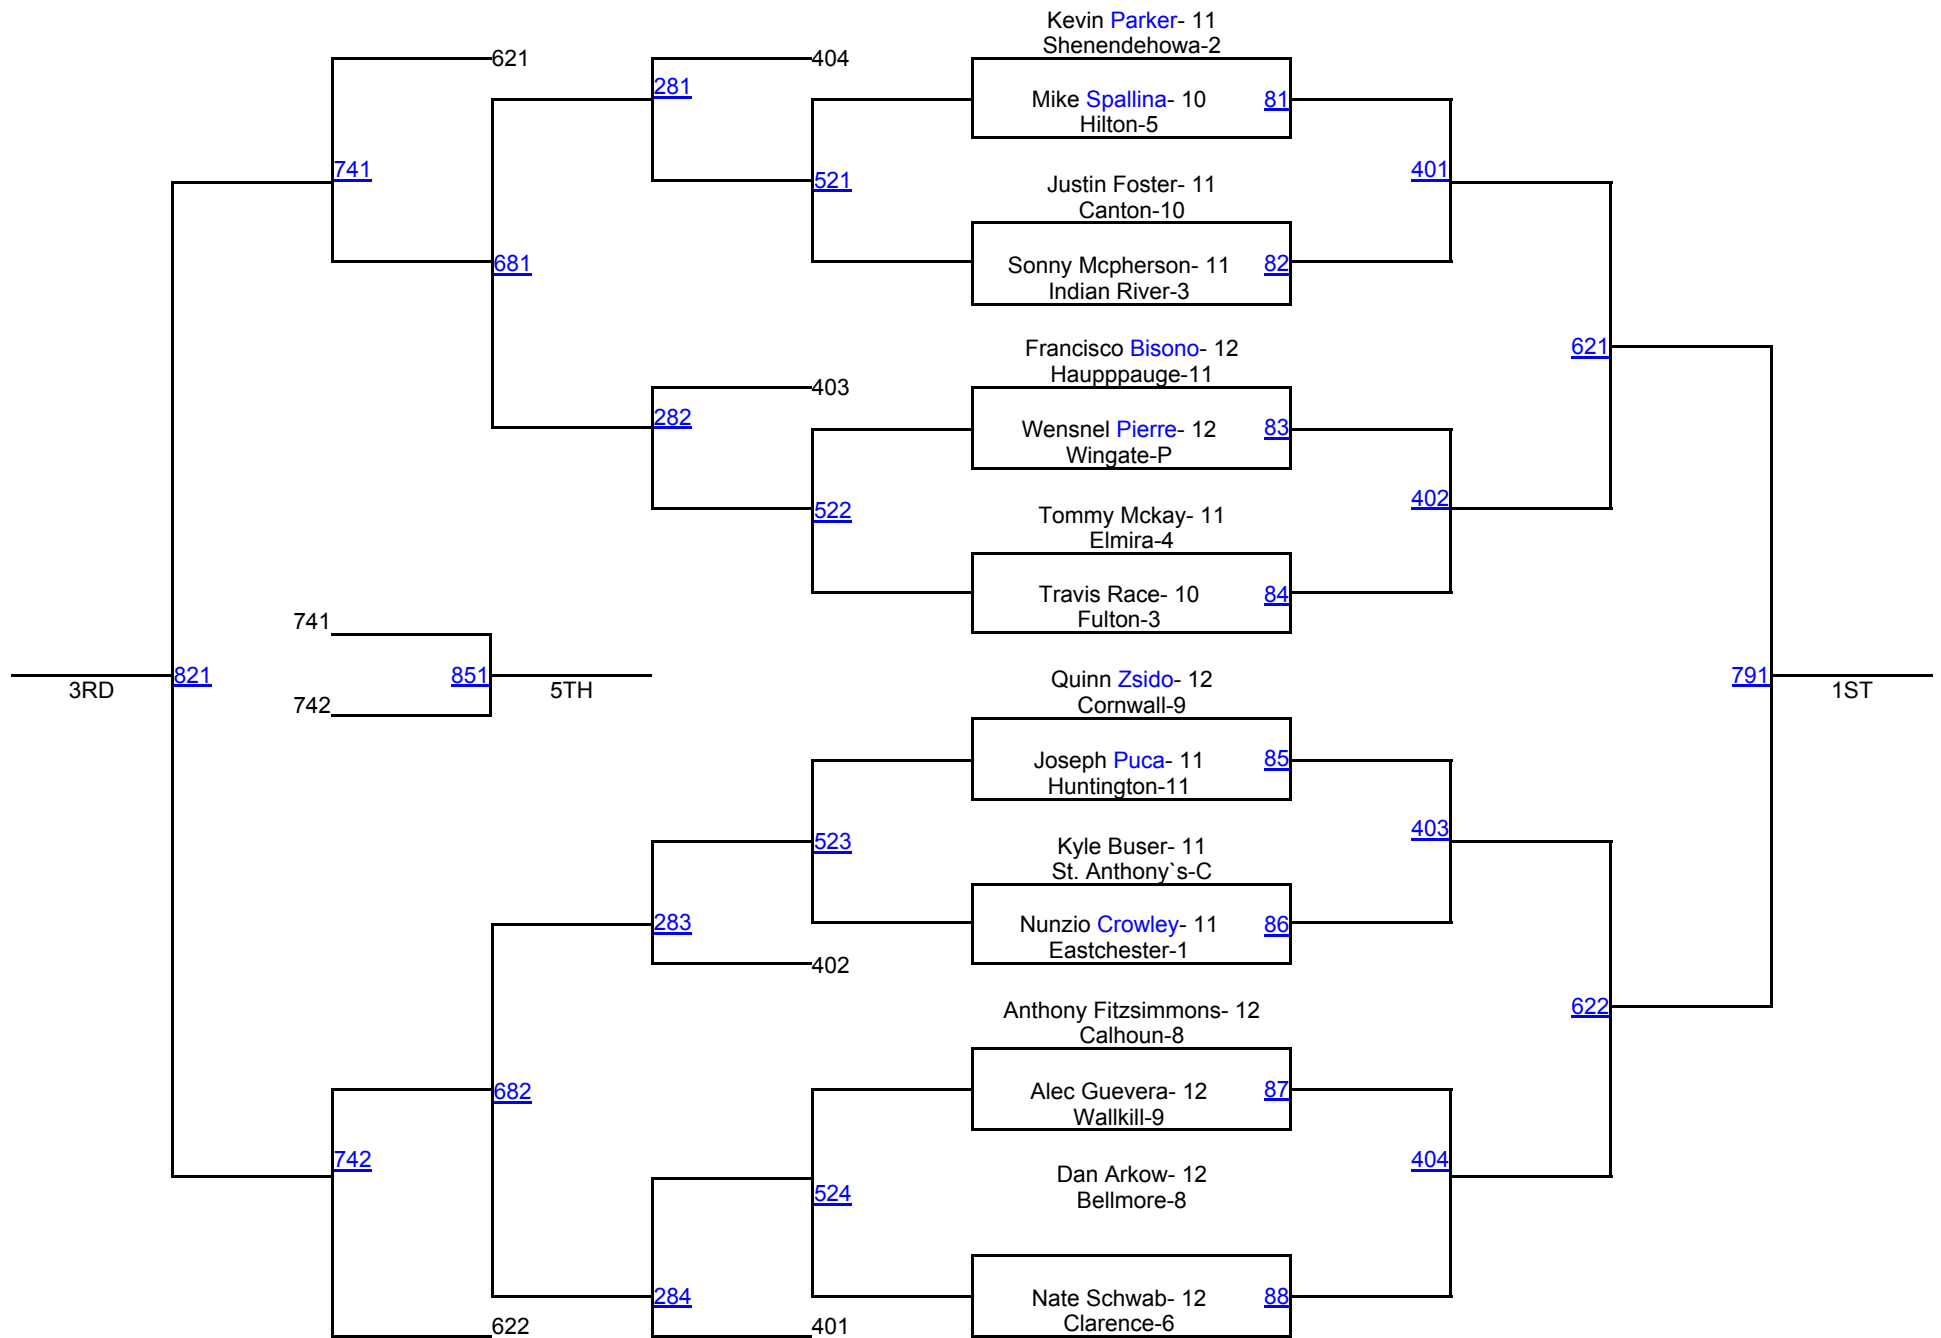 Kevin Parker- 11
Shenendehowa-2
621
404
281
Mike Spallina- 10
81
Hilton-5
741
521
Justin Foster- 11
401
Canton-10
681
Sonny Mcpherson- 11
82
Indian River-3
Francisco Bisono- 12
621
Haupppauge-11
403
282
Wensnel Pierre- 12
83
Wingate-P
522
Tommy Mckay- 11
402
Elmira-4
Travis Race- 10
84
Fulton-3
741
821
851
Quinn Zsido- 12
791
3RD
5TH
1ST
742
Cornwall-9
Joseph Puca- 11
85
Huntington-11
523
Kyle Buser- 11
403
St. Anthony`s-C
283
Nunzio Crowley- 11
86
Eastchester-1
402
Anthony Fitzsimmons- 12
622
Calhoun-8
682
Alec Guevera- 12
87
Wallkill-9
742
Dan Arkow- 12
404
524
Bellmore-8
284
Nate Schwab- 12
88
622
401
Clarence-6